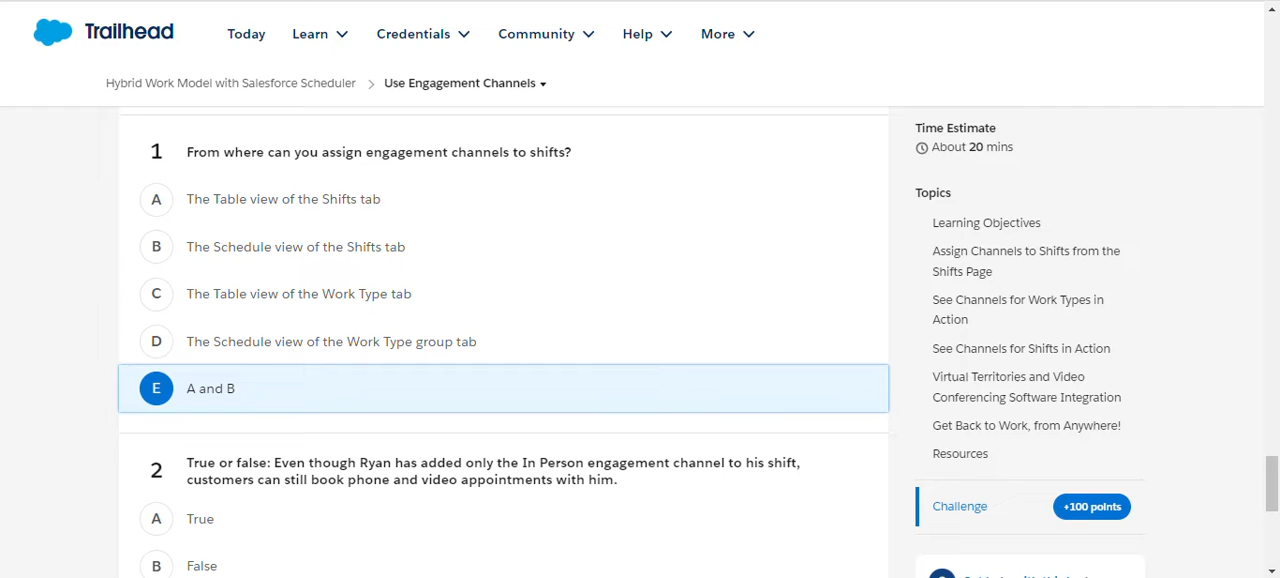 Trailhead
Today Learn Credentials Community Help More
Hybrid Work Model with Salesforce Scheduler Use Engagement Channels
1 From where can you assign engagement channels to shifts?
A The Table view of the Shifts tab
B The Schedule view of the Shifts tab
C The Table view of the Work Type tab
D The Schedule view of the Work Type group tab
E A and B
2 True or false: Even though Ryan has added only the In Person engagement channel to his shift,
customers can still book phone and video appointments with him.
A True
B False
Time Estimate
About 20 mins
Topics
Learning Objectives
Assign Channels to Shifts from the
Shifts Page
See Channels for Work Types in
Action
See Channels for Shifts in Action
Virtual Territories and Video
Conferencing Software Integration
Get Back to Work, from Anywhere!
Resources
Challenge +100 points